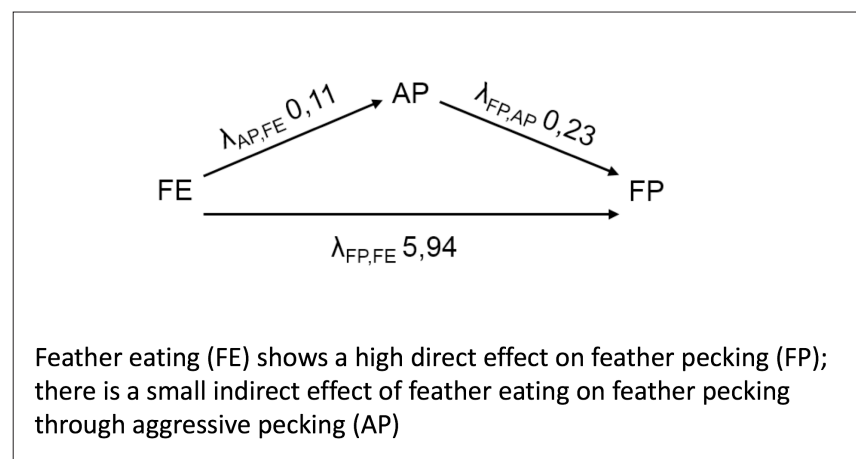 λAP,FE 0,11
AP
λFP,AP 0,23
FE
FP
λFP,FE 5,94
Feather eating (FE) shows a high direct effect on feather pecking (FP);
there is a small indirect effect of feather eating on feather pecking
through aggressive pecking (AP)